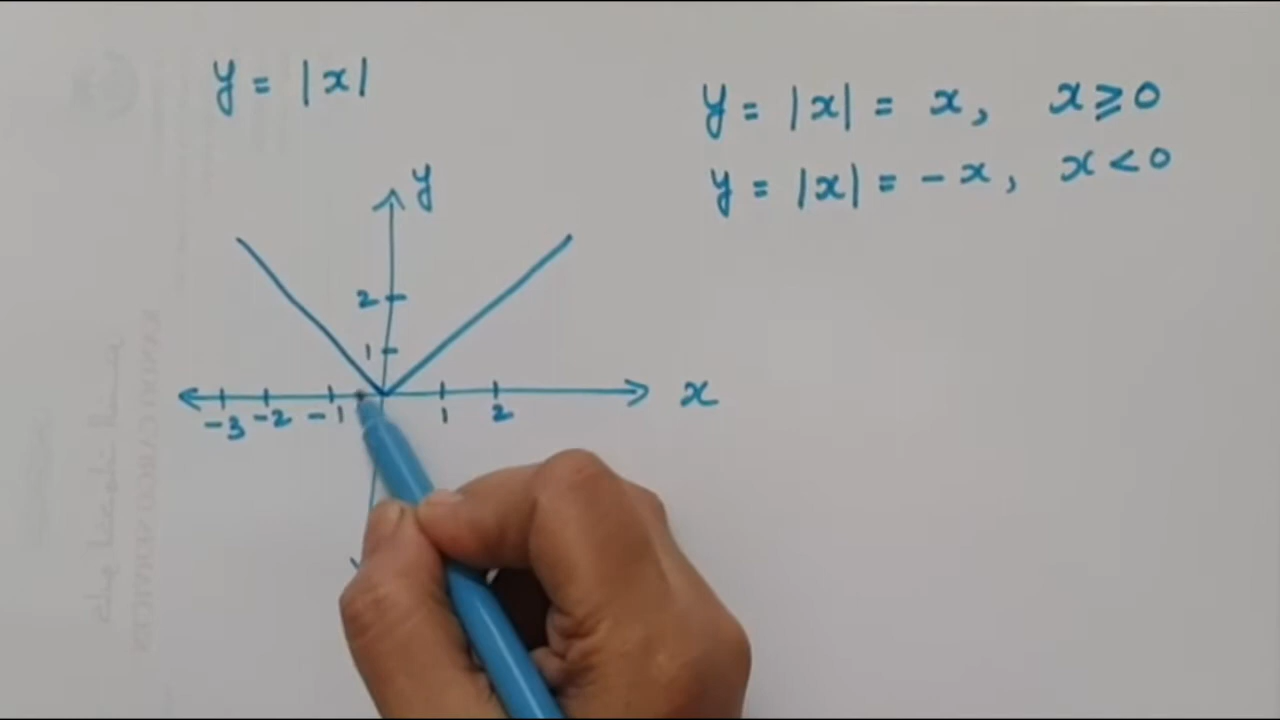 y = |x|
y = |x| = x, x ⩾ 0
y = |x| = -x, x < 0
y
2
1
-3 -2 -1 1 2 x